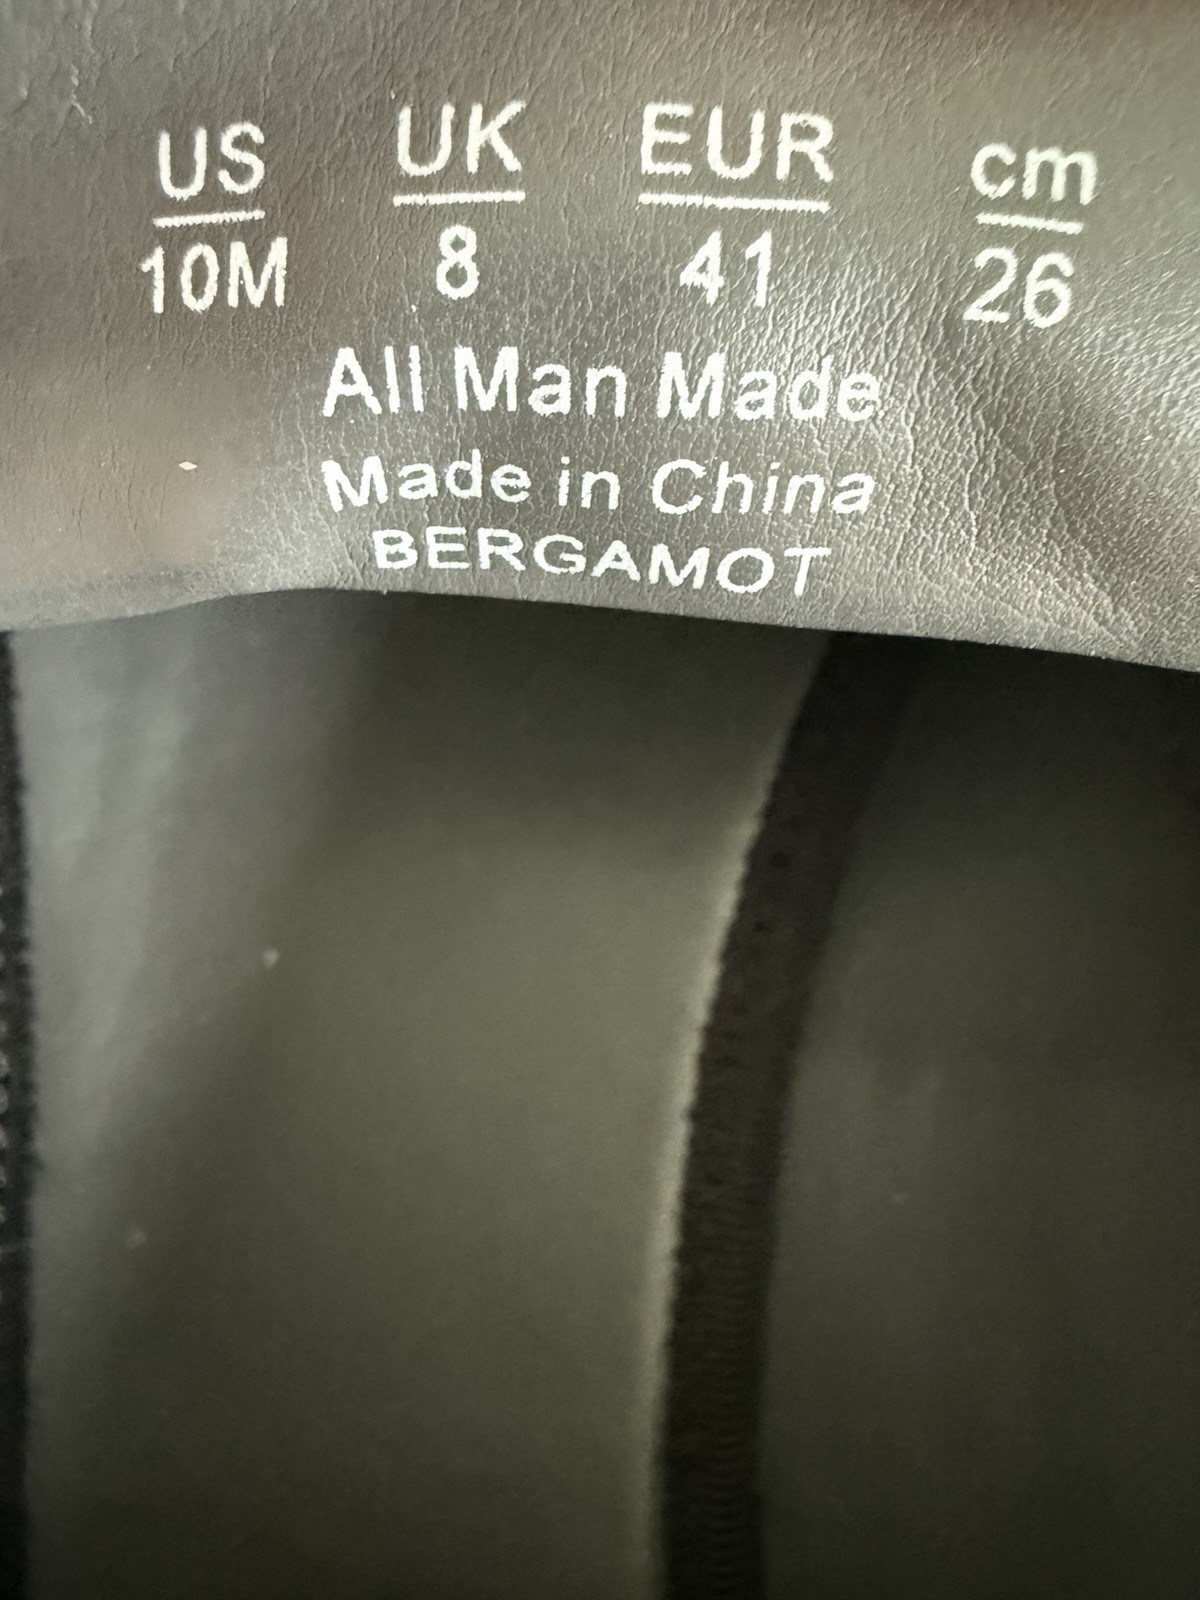 US UK EUR cm
10M 8 41 26
All Man Made
Made in China
BERGAMOT